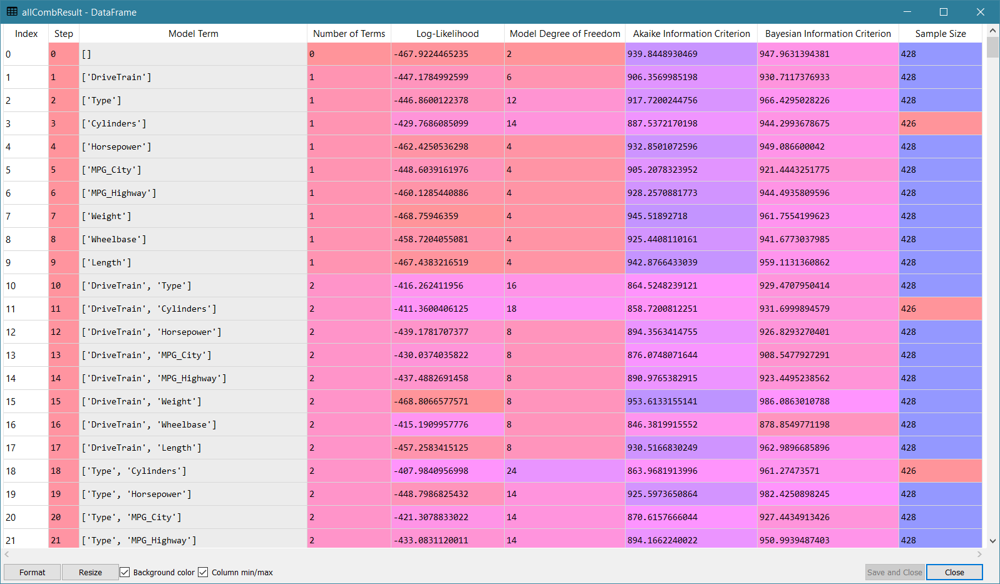 allCombResult - DataFrame
Index Step Model Term Number of Terms Log-Likelihood Model Degree of Freedom Akaike Information Criterion Bayesian Information Criterion Sample Size
0 0 [] 0 -467.9224465235 2 939.8448930469 947.9631394381 428
1 1 ['DriveTrain'] 1 -447.1784992599 6 906.3569985198 930.7117376933 428
2 2 ['Type'] 1 -446.8600122378 12 917.7200244756 966.4295028226 428
3 3 ['Cylinders'] 1 -429.7686085099 14 887.5372170198 944.2993678675 426
4 4 ['Horsepower'] 1 -462.4250536298 4 932.8501072596 949.086600042 428
5 5 ['MPG_City'] 1 -448.6039161976 4 905.2078323952 921.4443251775 428
6 6 ['MPG_Highway'] 1 -460.1285440886 4 928.2570881773 944.4935809596 428
7 7 ['Weight'] 1 -468.75946359 4 945.51892718 961.7554199623 428
8 8 ['Wheelbase'] 1 -458.7204055081 4 925.4408110161 941.6773037985 428
9 9 ['Length'] 1 -467.4383216519 4 942.8766433039 959.1131360862 428
10 10 ['DriveTrain', 'Type'] 2 -416.262411956 16 864.5248239121 929.4707950414 428
11 11 ['DriveTrain', 'Cylinders'] 2 -411.3600406125 18 858.7200812251 931.6999894579 426
12 12 ['DriveTrain', 'Horsepower'] 2 -439.1781707377 8 894.3563414755 926.8293270401 428
13 13 ['DriveTrain', 'MPG_City'] 2 -430.0374035822 8 876.0748071644 908.5477927291 428
14 14 ['DriveTrain', 'MPG_Highway'] 2 -437.4882691458 8 890.9765382915 923.4495238562 428
15 15 ['DriveTrain', 'Weight'] 2 -468.8066577571 8 953.6133155141 986.0863010788 428
16 16 ['DriveTrain', 'Wheelbase'] 2 -415.1909957776 8 846.3819915552 878.8549771198 428
17 17 ['DriveTrain', 'Length'] 2 -457.2583415125 8 930.5166830249 962.9896685896 428
18 18 ['Type', 'Cylinders'] 2 -407.9840956998 24 863.9681913996 961.27473571 426
19 19 ['Type', 'Horsepower'] 2 -448.7986825432 14 925.5973650864 982.4250898245 428
20 20 ['Type', 'MPG_City'] 2 -421.3078833022 14 870.6157666044 927.4434913426 428
21 21 ['Type', 'MPG_Highway'] 2 -433.0831120011 14 894.1662240022 950.9939487403 428
Format Resize Background color Column min/max Save and Close Close